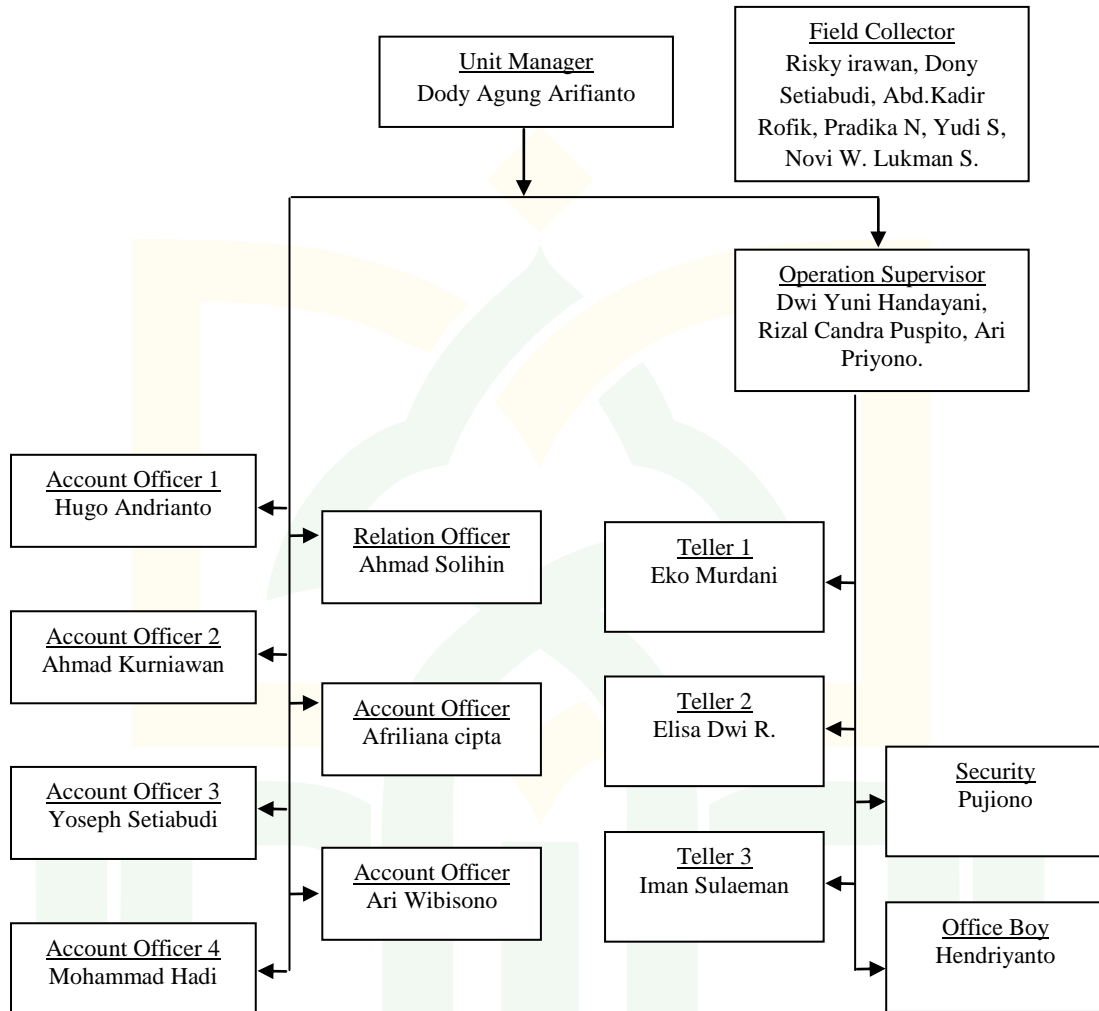 Unit Manager
Dody Agung Arifianto
Field Collector
Risky irawan, Dony
Setiabudi, Abd.Kadir
Rofik, Pradika N, Yudi S,
Novi W. Lukman S.
Operation Supervisor
Dwi Yuni Handayani,
Rizal Candra Puspito, Ari
Priyono.
Account Officer 1
Hugo Andrianto
Relation Officer
Ahmad Solihin
Account Officer 2
Ahmad Kurniawan
Account Officer
Afriliana cipta
Account Officer 3
Yoseph Setiabudi
Account Officer
Ari Wibisono
Account Officer 4
Mohammad Hadi
Teller 1
Eko Murdani
Teller 2
Elisa Dwi R.
Security
Pujiono
Teller 3
Iman Sulaeman
Office Boy
Hendriyanto